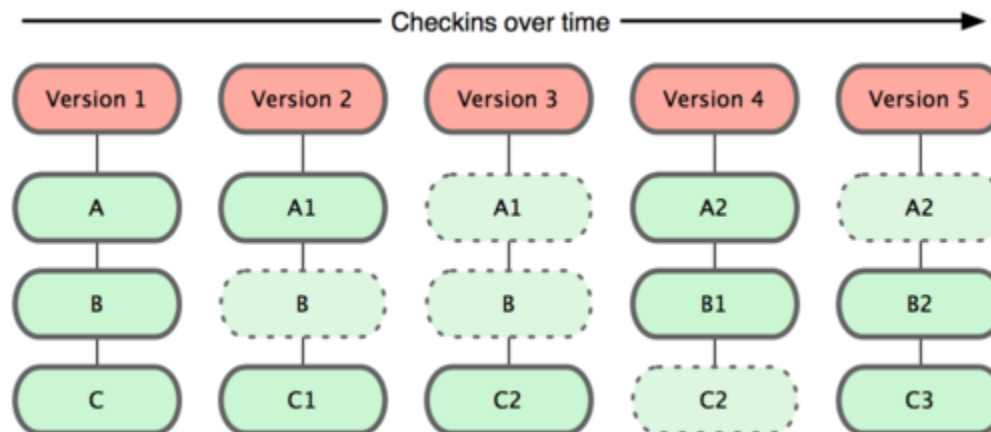 Checkins over time
Version 1 Version 2 Version 3 Version 4 Version 5
A A1 A1 A2 A2
B B B B1 B2
C C1 C2 C2 C3